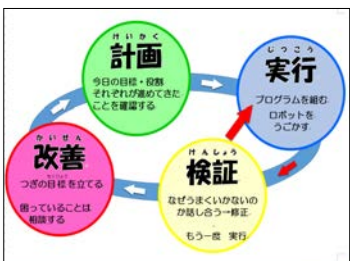 けいかく
計画
今日の目標・役割
それぞれが進めてきた
ことを確認する
じっこう
実行
プログラムを組む
ロボットを
うごかす
けんしょう
検証
なぜうまくいかないの
か話し合う→修正
もう一度 実行
かいぜん
改善
つぎの目標を立てる
困っていることは
相談する